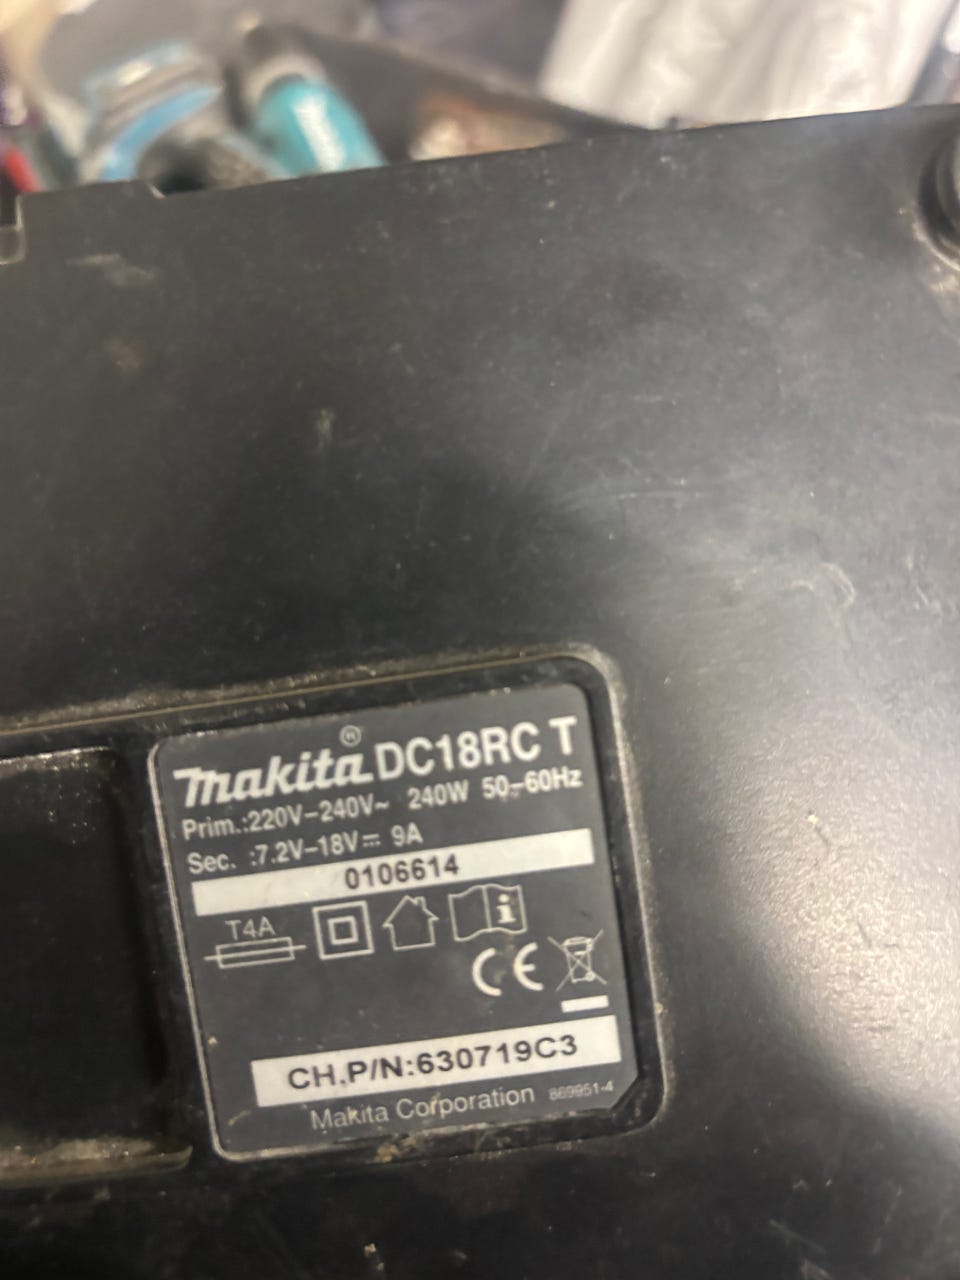 makita® DC18RC T
Prim.:220V–240V~ 240W 50–60Hz
Sec. :7.2V–18V⎓ 9A
0106614
T4A
i
CE
CH.P/N:630719C3
Makita Corporation 869951-4